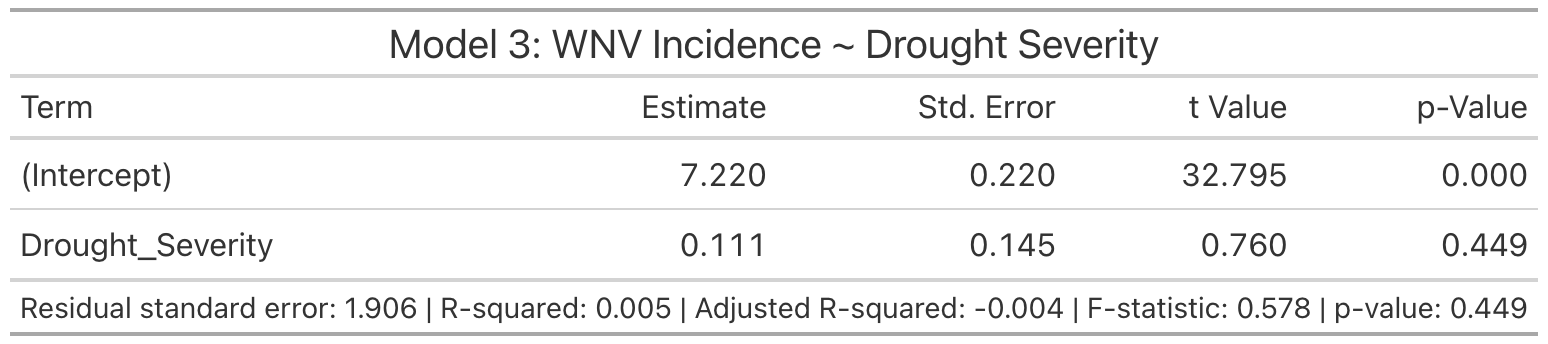 Model 3: WNV Incidence ~ Drought Severity
Term Estimate Std. Error t Value p-Value
(Intercept) 7.220 0.220 32.795 0.000
Drought_Severity 0.111 0.145 0.760 0.449
Residual standard error: 1.906 | R-squared: 0.005 | Adjusted R-squared: -0.004 | F-statistic: 0.578 | p-value: 0.449